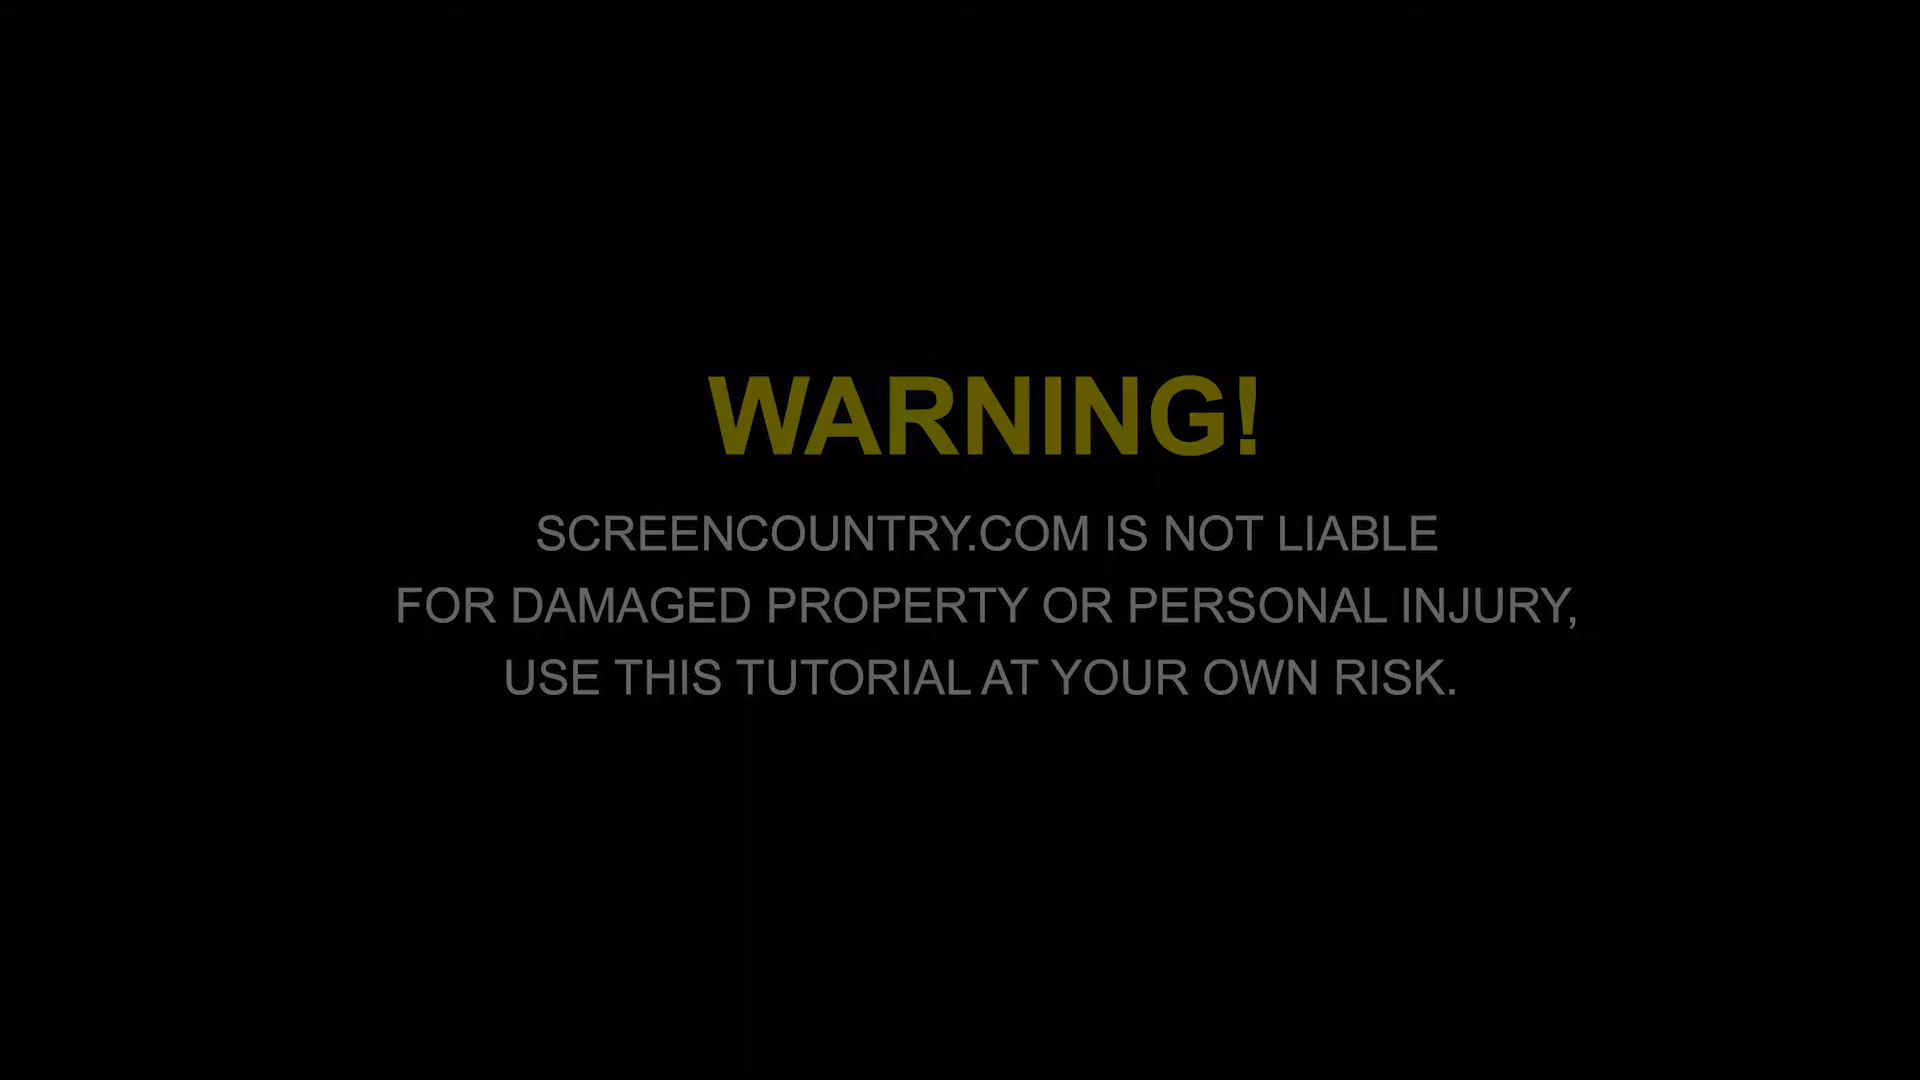 WARNING!
SCREENCOUNTRY.COM IS NOT LIABLE
FOR DAMAGED PROPERTY OR PERSONAL INJURY,
USE THIS TUTORIAL AT YOUR OWN RISK.